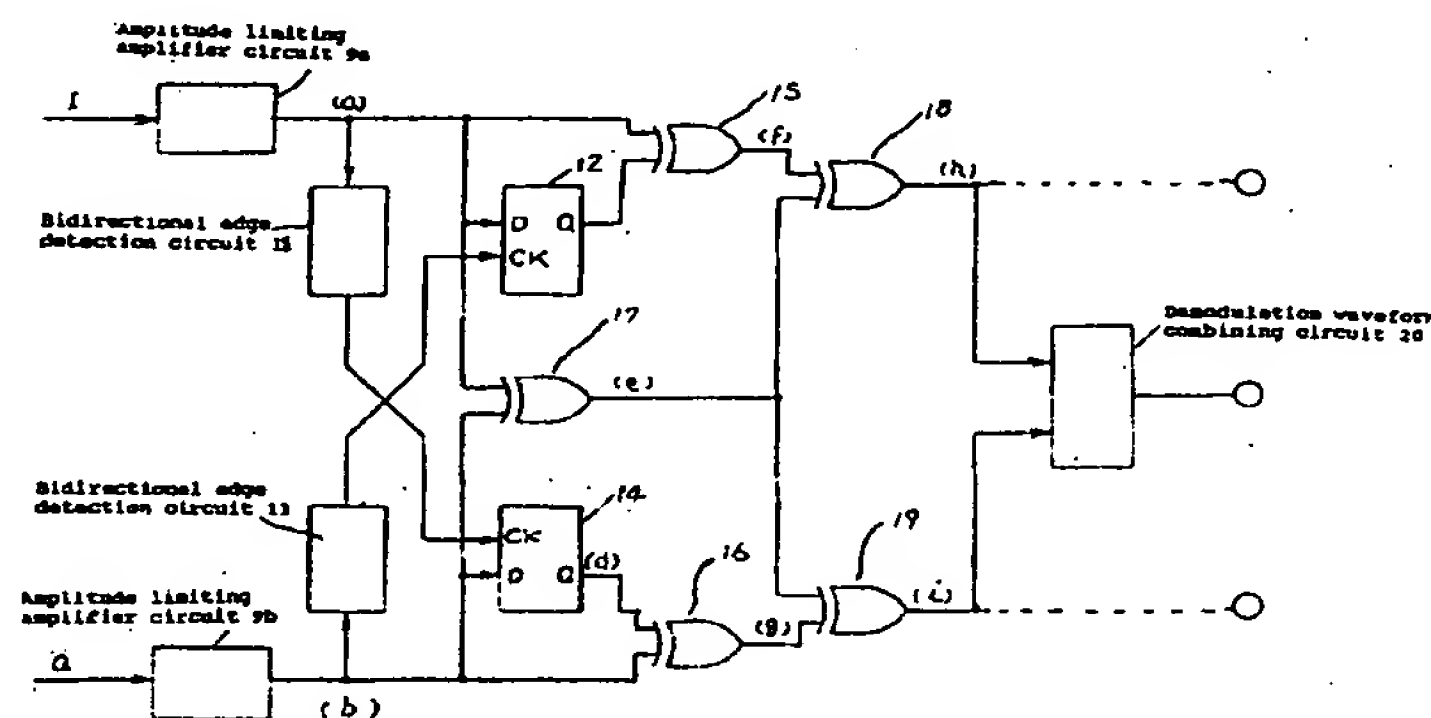 Amplitude limiting
amplifier circuit 9a
I
(a)
15
(f)
18
(h)
12
D Q
CK
Bidirectional edge
detection circuit
17
(e)
Demodulation waveform
combining circuit 20
Bidirectional edge
detection circuit 13
14
CK
(d)
D Q
16
(g)
19
(i)
Amplitude limiting
amplifier circuit 9b
Q
(b)